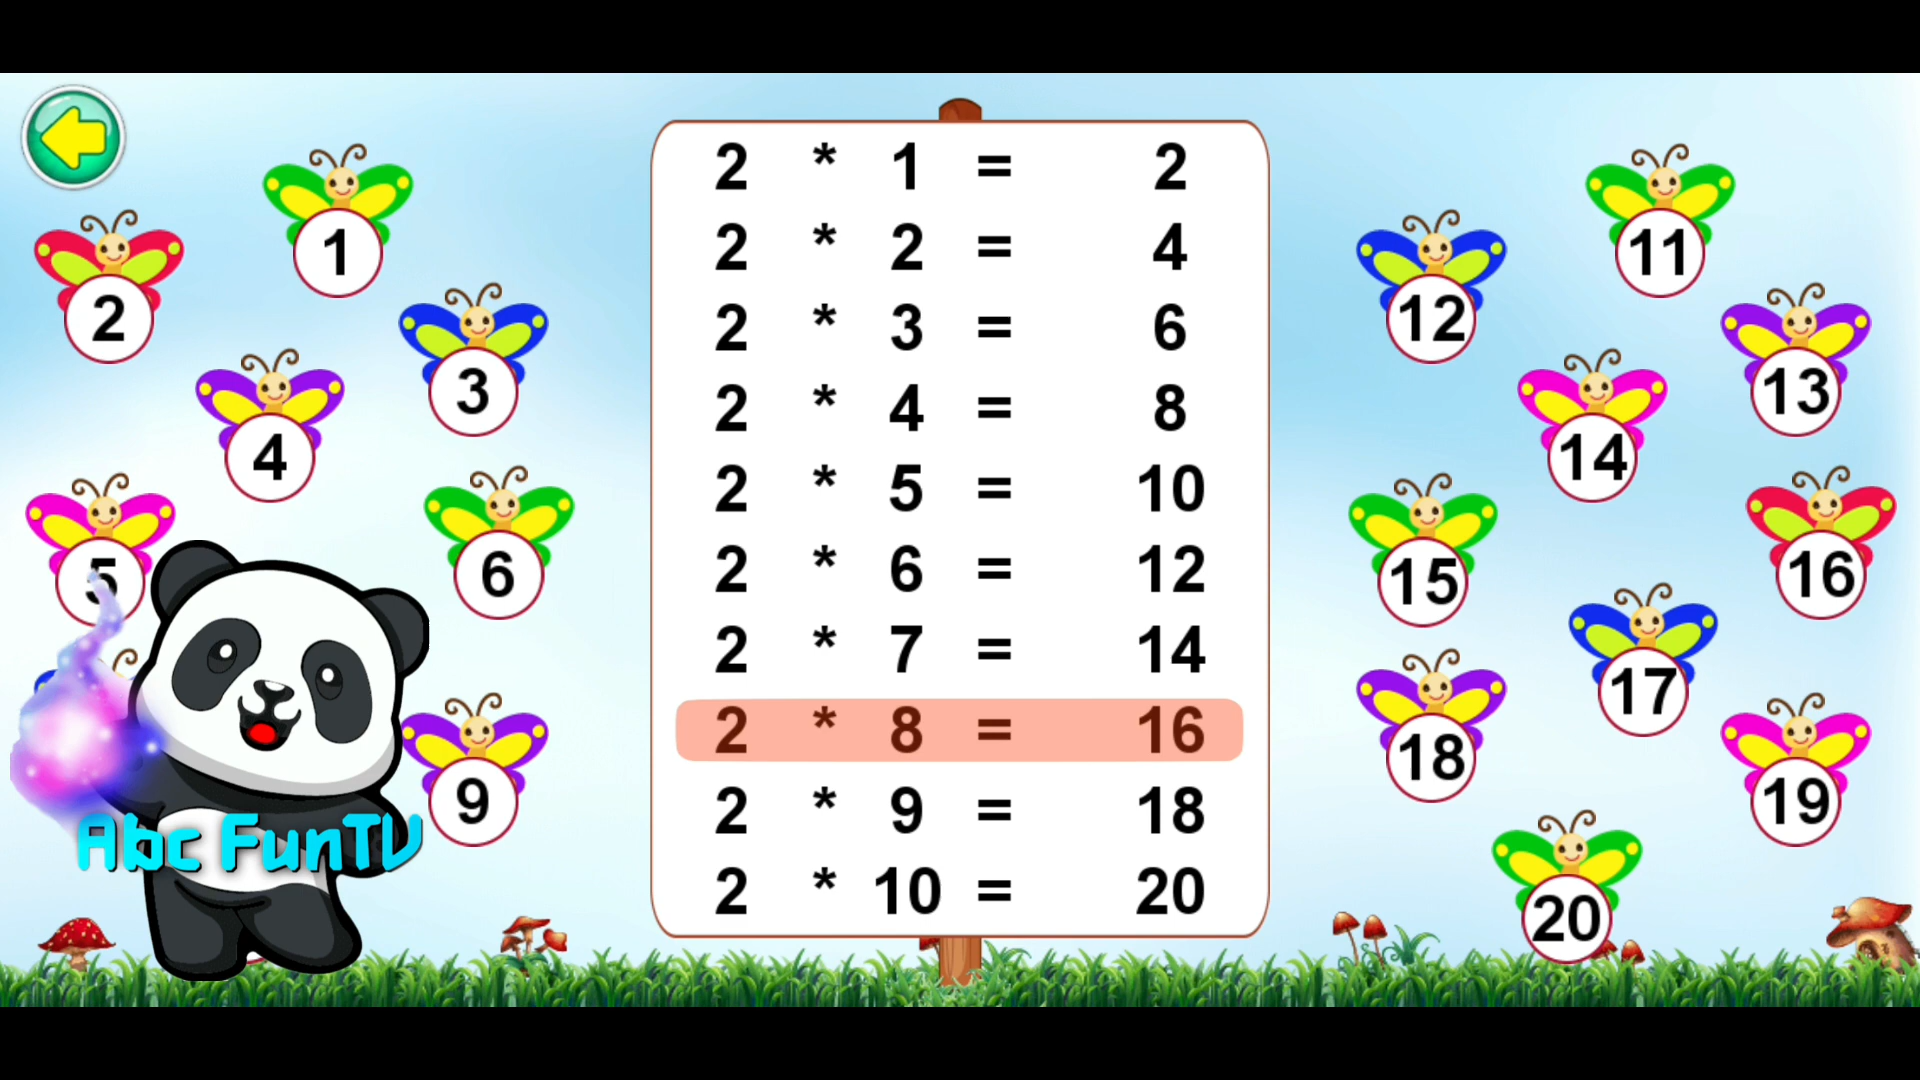 1
2
3
4
5
6
9
Abc FunTV
2 * 1 = 2
2 * 2 = 4
2 * 3 = 6
2 * 4 = 8
2 * 5 = 10
2 * 6 = 12
2 * 7 = 14
2 * 8 = 16
2 * 9 = 18
2 * 10 = 20
11
12
13
14
15
16
17
18
19
20